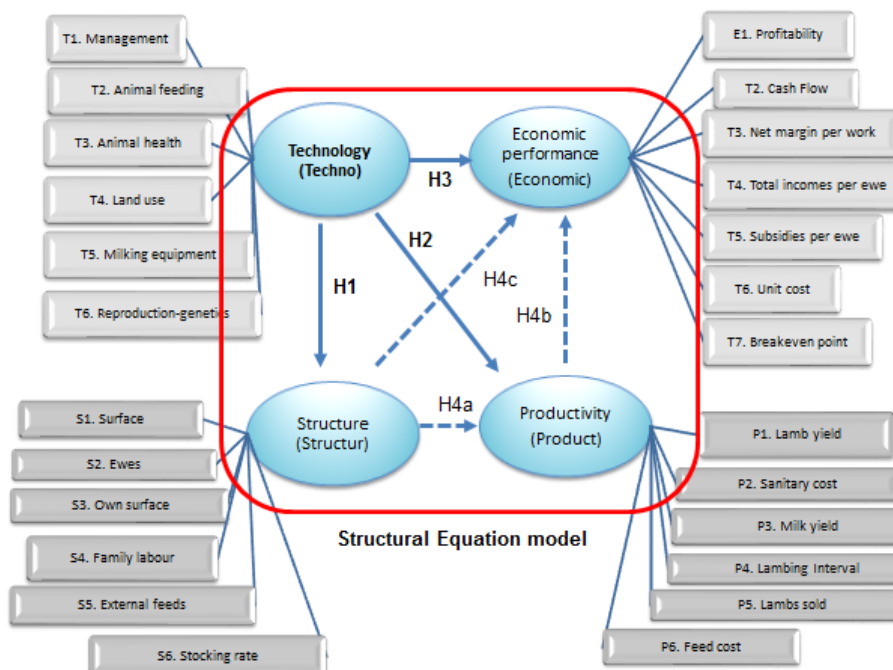 T1. Management
T2. Animal feeding
T3. Animal health
T4. Land use
T5. Milking equipment
T6. Reproduction-genetics
Technology
(Techno)
Economic
performance
(Economic)
E1. Profitability
T2. Cash Flow
T3. Net margin per work
T4. Total incomes per ewe
T5. Subsidies per ewe
T6. Unit cost
T7. Breakeven point
H3
H2
H1
H4c
H4b
H4a
Structure
(Structur)
Productivity
(Product)
S1. Surface
S2. Ewes
S3. Own surface
S4. Family labour
S5. External feeds
S6. Stocking rate
P1. Lamb yield
P2. Sanitary cost
P3. Milk yield
P4. Lambing Interval
P5. Lambs sold
P6. Feed cost
Structural Equation model